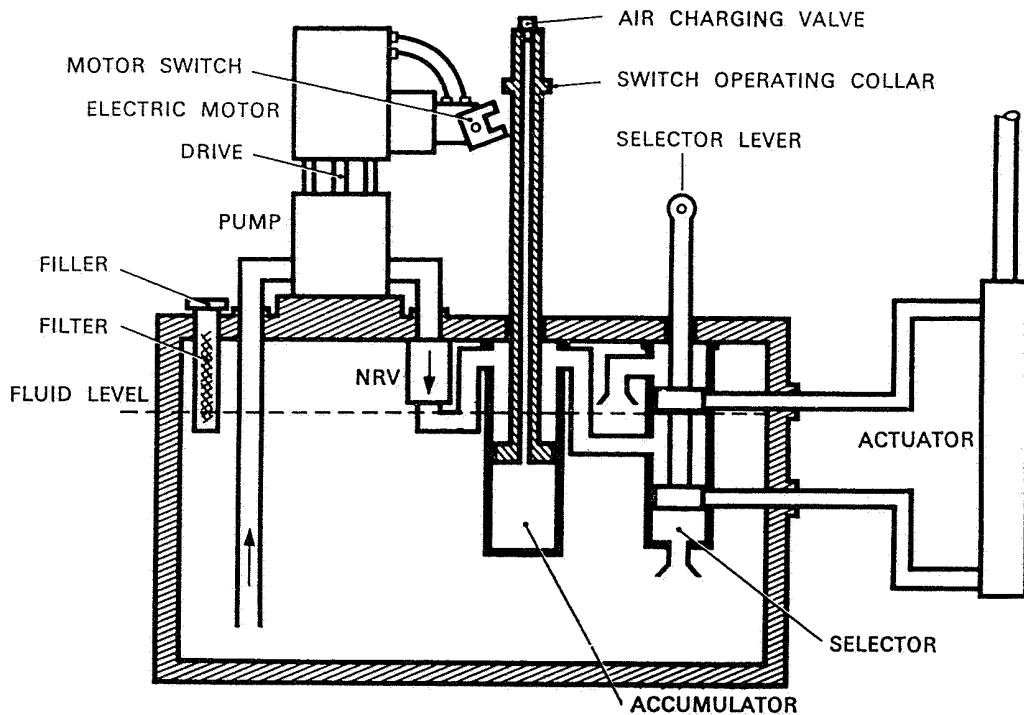 AIR CHARGING VALVE
MOTOR SWITCH
SWITCH OPERATING COLLAR
ELECTRIC MOTOR
SELECTOR LEVER
DRIVE
PUMP
FILLER
FILTER
NRV
FLUID LEVEL
ACTUATOR
SELECTOR
ACCUMULATOR